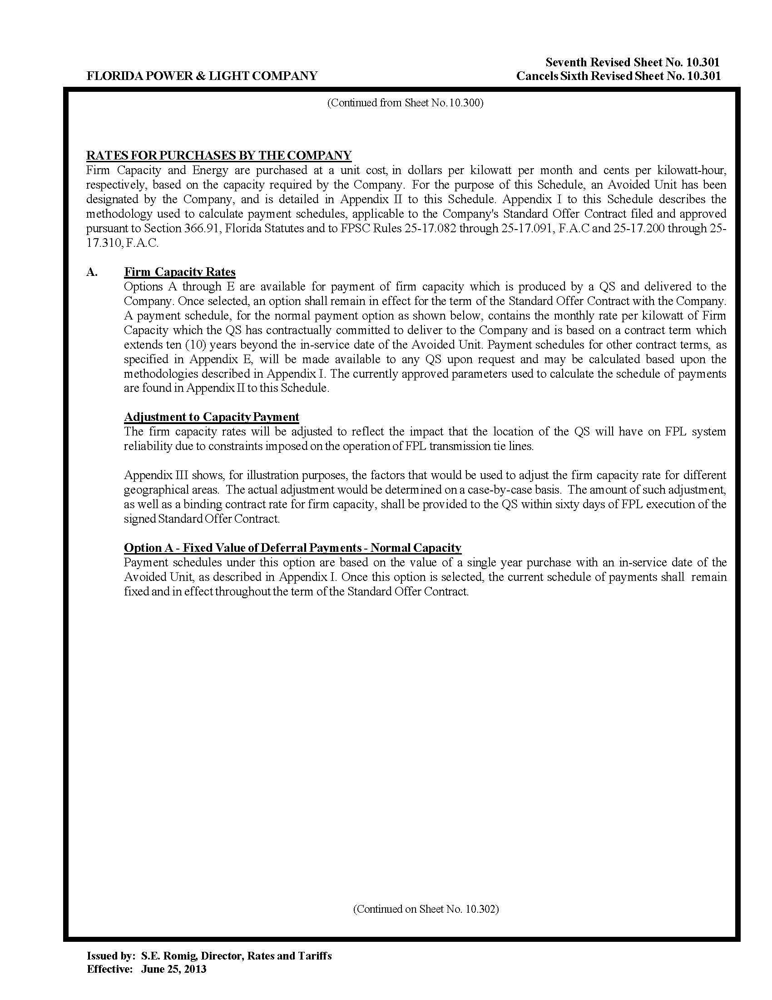 Seventh Revised Sheet No. 10.301
FLORIDA POWER & LIGHT COMPANY
Cancels Sixth Revised Sheet No. 10.301
(Continued from Sheet No. 10.300)
RATES FOR PURCHASES BY THE COMPANY
Firm Capacity and Energy are purchased at a unit cost, in dollars per kilowatt per month and cents per kilowatt-hour,
respectively, based on the capacity required by the Company. For the purpose of this Schedule, an Avoided Unit has been
designated by the Company, and is detailed in Appendix II to this Schedule. Appendix I to this Schedule describes the
methodology used to calculate payment schedules, applicable to the Company's Standard Offer Contract filed and approved
pursuant to Section 366.91, Florida Statutes and to FPSC Rules 25-17.082 through 25-17.091, F.A.C and 25-17.200 through 25-
17.310, F.A.C.
A. Firm Capacity Rates
Options A through E are available for payment of firm capacity which is produced by a QS and delivered to the
Company. Once selected, an option shall remain in effect for the term of the Standard Offer Contract with the Company.
A payment schedule, for the normal payment option as shown below, contains the monthly rate per kilowatt of Firm
Capacity which the QS has contractually committed to deliver to the Company and is based on a contract term which
extends ten (10) years beyond the in-service date of the Avoided Unit. Payment schedules for other contract terms, as
specified in Appendix E, will be made available to any QS upon request and may be calculated based upon the
methodologies described in Appendix I. The currently approved parameters used to calculate the schedule of payments
are found in Appendix II to this Schedule.
Adjustment to Capacity Payment
The firm capacity rates will be adjusted to reflect the impact that the location of the QS will have on FPL system
reliability due to constraints imposed on the operation of FPL transmission tie lines.
Appendix III shows, for illustration purposes, the factors that would be used to adjust the firm capacity rate for different
geographical areas. The actual adjustment would be determined on a case-by-case basis. The amount of such adjustment,
as well as a binding contract rate for firm capacity, shall be provided to the QS within sixty days of FPL execution of the
signed Standard Offer Contract.
Option A - Fixed Value of Deferral Payments - Normal Capacity
Payment schedules under this option are based on the value of a single year purchase with an in-service date of the
Avoided Unit, as described in Appendix I. Once this option is selected, the current schedule of payments shall remain
fixed and in effect throughout the term of the Standard Offer Contract.
(Continued on Sheet No. 10.302)
Issued by: S.E. Romig, Director, Rates and Tariffs
Effective: June 25, 2013